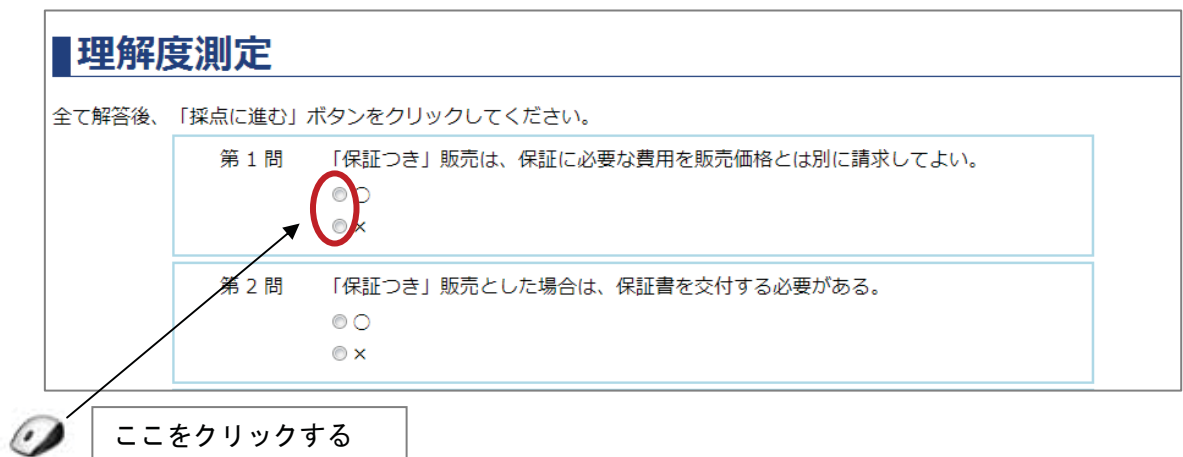 理解度測定
全て解答後、「採点に進む」ボタンをクリックしてください。
第1問 「保証つき」販売は、保証に必要な費用を販売価格とは別に請求してよい。
○
×
第2問 「保証つき」販売とした場合は、保証書を交付する必要がある。
○
×
ここをクリックする